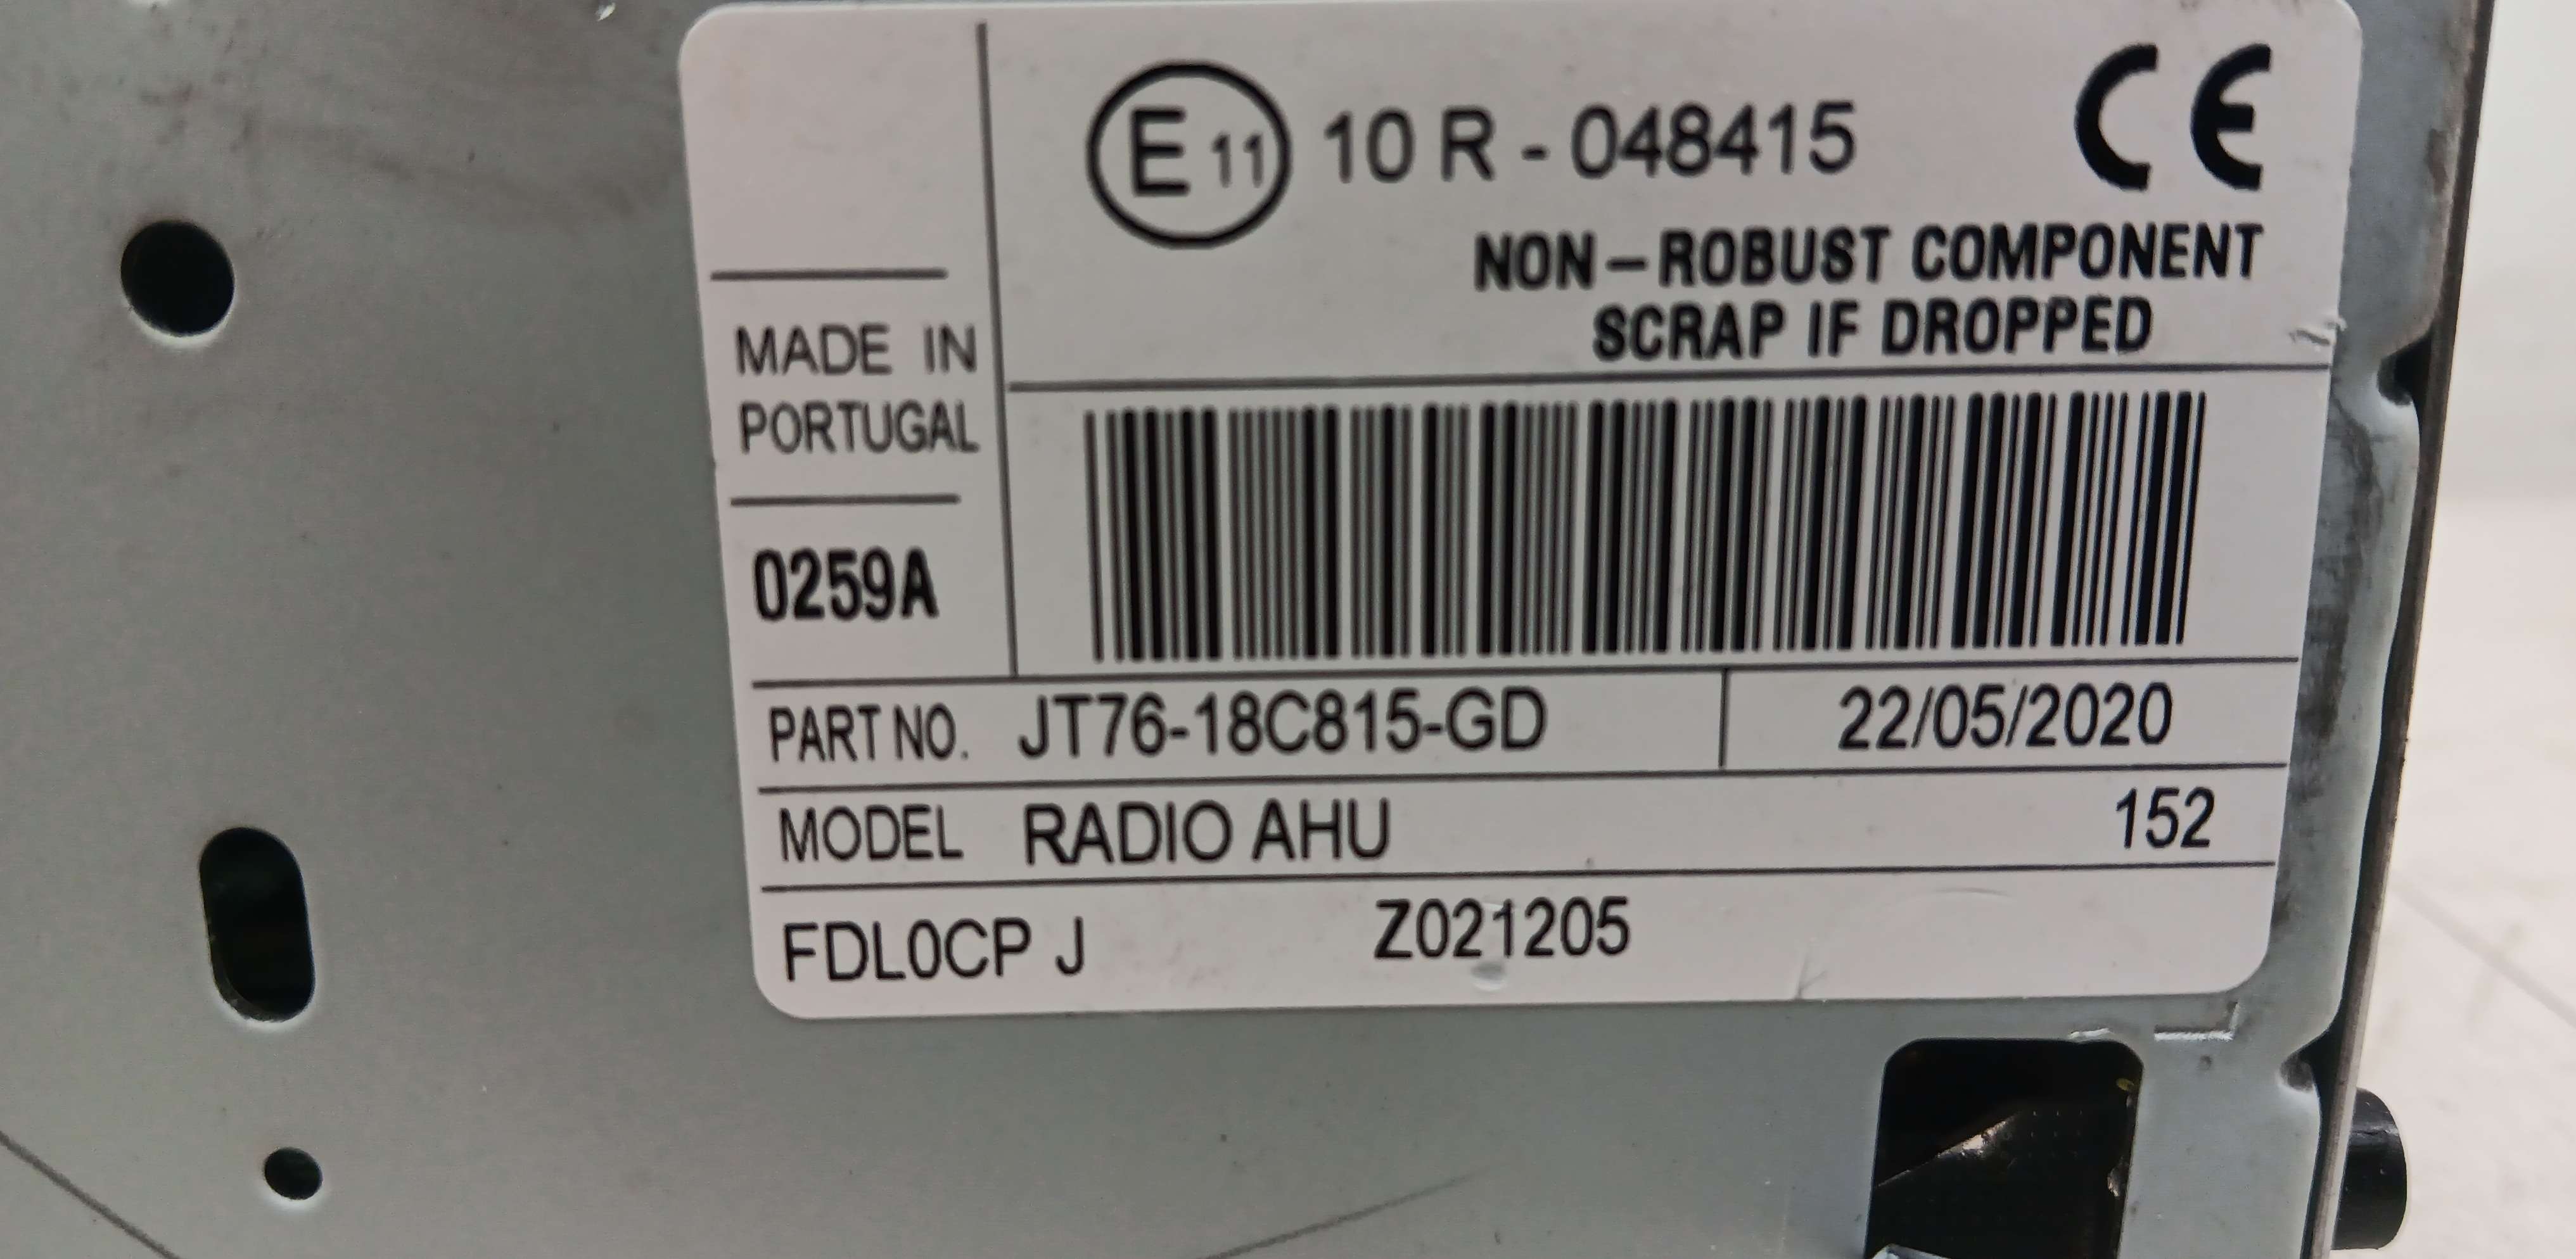 E 11 10 R - 048415 CE
NON-ROBUST COMPONENT
SCRAP IF DROPPED
MADE IN
PORTUGAL
0259A
PART NO. JT76-18C815-GD 22/05/2020
MODEL RADIO AHU 152
FDL0CP J Z021205